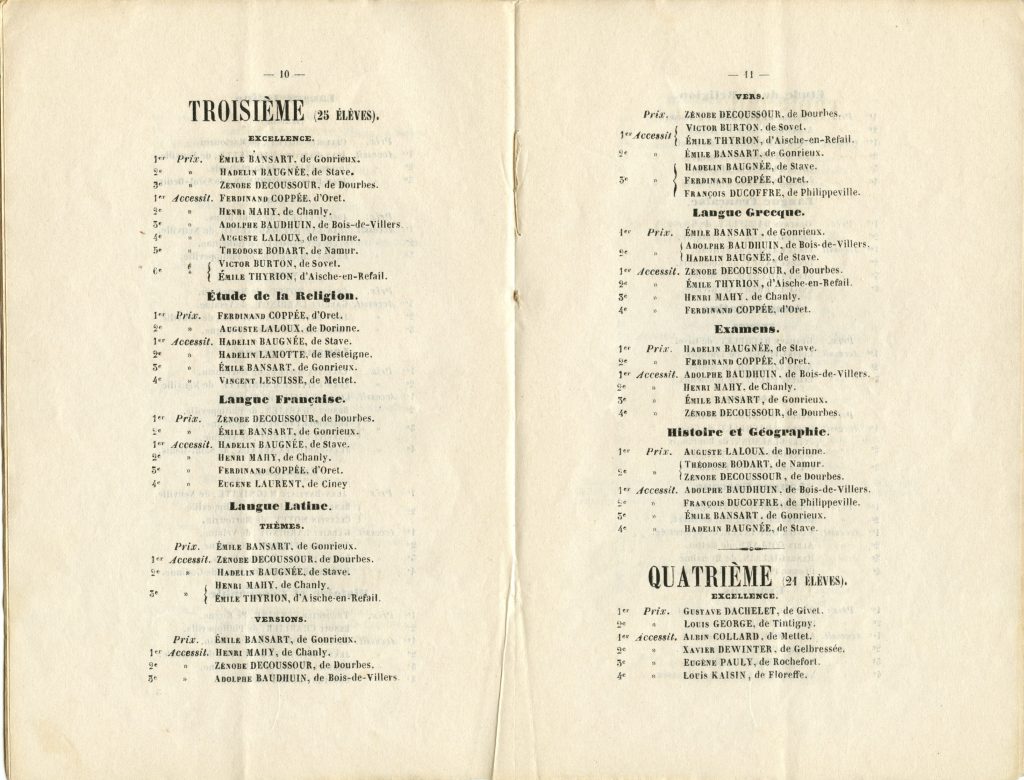 — 10 —
TROISIÈME (25 ÉLÈVES).
EXCELLENCE.
1er Prix. ÉMILE BANSART, de Gonrieux.
2e » HADELIN BAUGNÉE, de Stave.
3e » ZÉNOBE DECOUSSOUR, de Dourbes.
1er Accessit. FERDINAND COPPÉE, d'Oret.
2e » HENRI MAHY, de Chanly.
3e » ADOLPHE BAUDHUIN, de Bois-de-Villers
4e » AUGUSTE LALOUX, de Dorinne.
5e » THÉODOSE BODART, de Namur.
6e » { VICTOR BURTON, de Sovet.
ÉMILE THYRION, d'Aische-en-Refail.
Étude de la Religion.
1er Prix. FERDINAND COPPÉE, d'Oret.
2e » AUGUSTE LALOUX, de Dorinne.
1er Accessit. HADELIN BAUGNÉE, de Stave.
2e » HADELIN LAMOTTE, de Resteigne.
3e » ÉMILE BANSART, de Gonrieux.
4e » VINCENT LESUISSE, de Mettet.
Langue Française.
1er Prix. ZÉNOBE DECOUSSOUR, de Dourbes.
2e » ÉMILE BANSART, de Gonrieux.
1er Accessit. HADELIN BAUGNÉE, de Stave.
2e » HENRI MAHY, de Chanly.
3e » FERDINAND COPPÉE, d'Oret.
4e » EUGÈNE LAURENT, de Ciney
Langue Latine.
THÈMES.
Prix. ÉMILE BANSART, de Gonrieux.
1er Accessit. ZÉNOBE DECOUSSOUR, de Dourbes.
2e » HADELIN BAUGNÉE, de Stave.
3e » { HENRI MAHY, de Chanly.
ÉMILE THYRION, d'Aische-en-Refail.
VERSIONS.
Prix. ÉMILE BANSART, de Gonrieux.
1er Accessit. HENRI MAHY, de Chanly.
2e » ZÉNOBE DECOUSSOUR, de Dourbes.
3e » ADOLPHE BAUDHUIN, de Bois-de-Villers
— 11 —
VERS.
Prix. ZÉNOBE DECOUSSOUR, de Dourbes.
1er Accessit { VICTOR BURTON, de Sovet.
ÉMILE THYRION, d'Aische-en-Refail.
2e » ÉMILE BANSART, de Gonrieux.
3e » { HADELIN BAUGNÉE, de Stave.
FERDINAND COPPÉE, d'Oret.
FRANÇOIS DUCOFFRE, de Philippeville.
Langue Grecque.
1er Prix. ÉMILE BANSART, de Gonrieux.
2e » { ADOLPHE BAUDHUIN, de Bois-de-Villers.
HADELIN BAUGNÉE, de Stave.
1er Accessit. ZÉNOBE DECOUSSOUR, de Dourbes.
2e » ÉMILE THYRION, d'Aische-en-Refail.
3e » HENRI MAHY, de Chanly.
4e » FERDINAND COPPÉE, d'Oret.
Examens.
1er Prix. HADELIN BAUGNÉE, de Stave.
2e » FERDINAND COPPÉE, d'Oret.
1er Accessit. ADOLPHE BAUDHUIN, de Bois-de-Villers.
2e » HENRI MAHY, de Chanly.
3e » ÉMILE BANSART, de Gonrieux.
4e » ZÉNOBE DECOUSSOUR, de Dourbes.
Histoire et Géographie.
1er Prix. AUGUSTE LALOUX, de Dorinne.
2e » { THÉODOSE BODART, de Namur.
ZÉNOBE DECOUSSOUR, de Dourbes.
1er Accessit. ADOLPHE BAUDHUIN, de Bois-de-Villers.
2e » FRANÇOIS DUCOFFRE, de Philippeville.
3e » ÉMILE BANSART, de Gonrieux.
4e » HADELIN BAUGNÉE, de Stave.
QUATRIÈME (21 ÉLÈVES).
EXCELLENCE.
1er Prix. GUSTAVE DACHELET, de Givet.
2e » LOUIS GEORGE, de Tintigny.
1er Accessit. ALBIN COLLARD, de Mettet.
2e » XAVIER DEWINTER, de Gelbressée.
3e » EUGÈNE PAULY, de Rochefort.
4e » LOUIS KAISIN, de Floreffe.